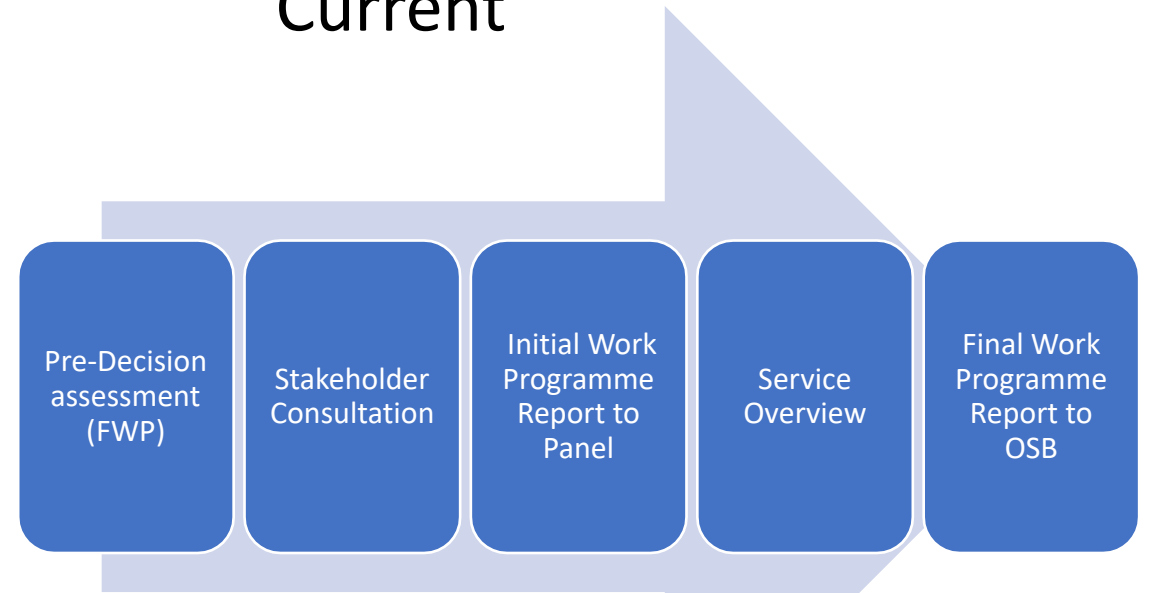 Current
Pre-Decision
assessment
(FWP)
Stakeholder
Consultation
Initial Work
Programme
Report to
Panel
Service
Overview
Final Work
Programme
Report to
OSB